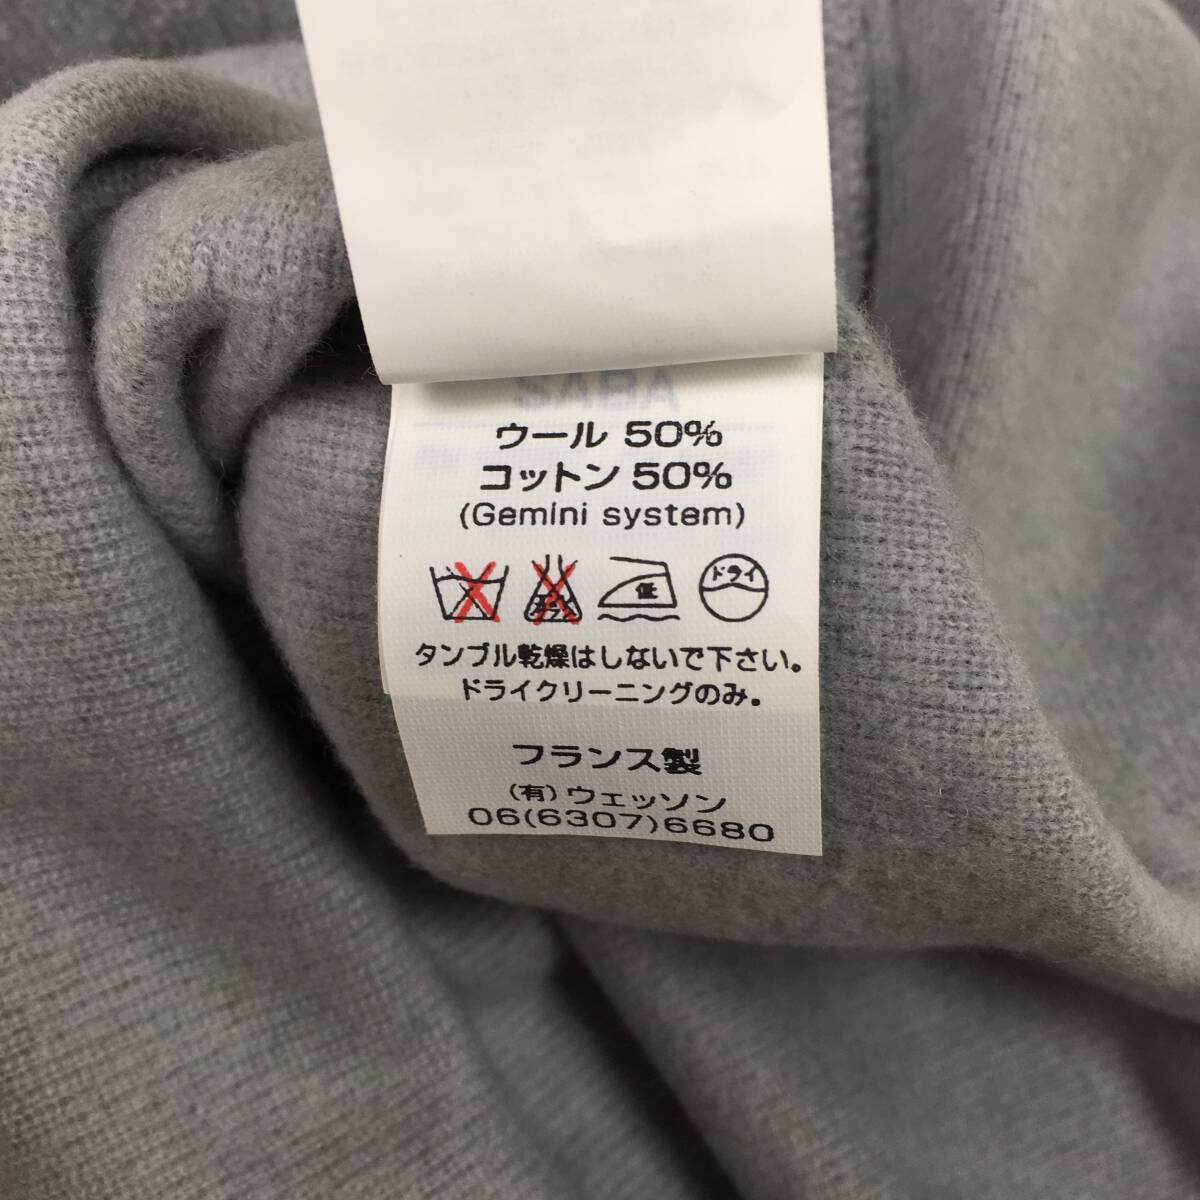 ウール 50%
コットン 50%
(Gemini system)
低
ドライ
タンブル乾燥はしないで下さい。
ドライクリーニングのみ。
フランス製
(有) ウェッソン
06(6307)6680